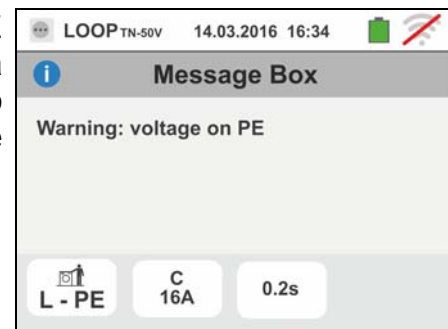 LOOP TN-50V 14.03.2016 16:34
Message Box
Warning: voltage on PE
L - PE
C
16A
0.2s